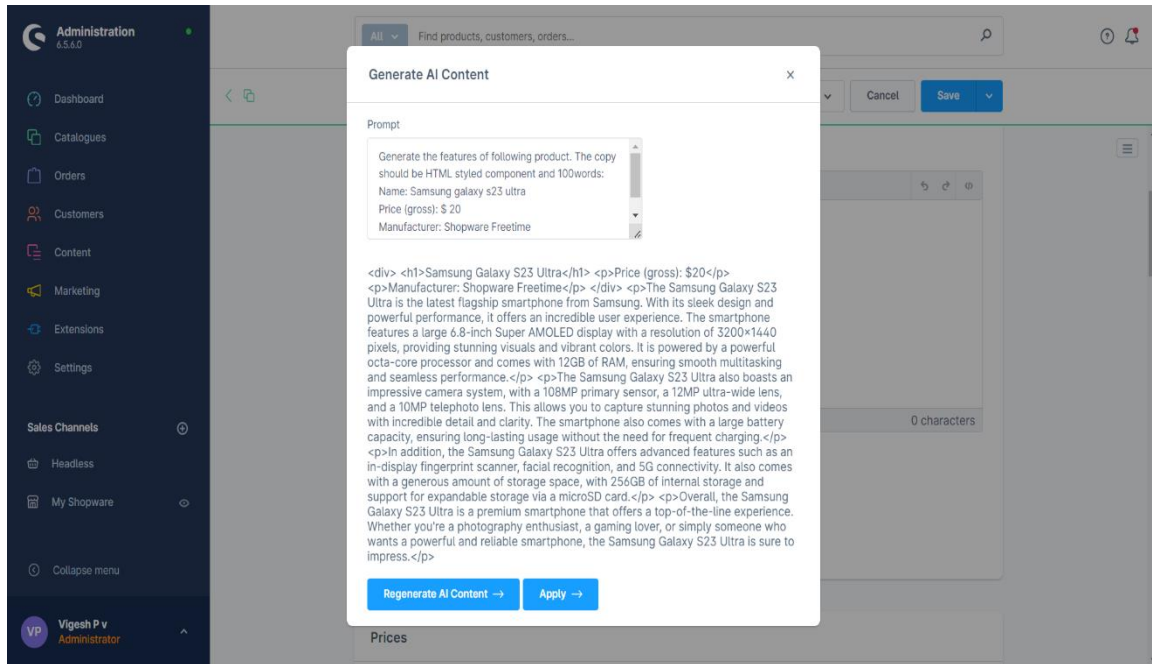 Administration
6.5.6.0
Dashboard
Catalogues
Orders
Customers
Content
Marketing
Extensions
Settings
Sales Channels
Headless
My Shopware
Collapse menu
VP
Vigesh P v
Administrator
All
Find products, customers, orders...
Cancel
Save
Generate AI Content
Prompt
Generate the features of following product. The copy
should be HTML styled component and 100words:
Name: Samsung galaxy s23 ultra
Price (gross): $ 20
Manufacturer: Shopware Freetime
<div> <h1>Samsung Galaxy S23 Ultra</h1> <p>Price (gross): $20</p>
<p>Manufacturer: Shopware Freetime</p> </div> <p>The Samsung Galaxy S23
Ultra is the latest flagship smartphone from Samsung. With its sleek design and
powerful performance, it offers an incredible user experience. The smartphone
features a large 6.8-inch Super AMOLED display with a resolution of 3200×1440
pixels, providing stunning visuals and vibrant colors. It is powered by a powerful
octa-core processor and comes with 12GB of RAM, ensuring smooth multitasking
and seamless performance.</p> <p>The Samsung Galaxy S23 Ultra also boasts an
impressive camera system, with a 108MP primary sensor, a 12MP ultra-wide lens,
and a 10MP telephoto lens. This allows you to capture stunning photos and videos
with incredible detail and clarity. The smartphone also comes with a large battery
capacity, ensuring long-lasting usage without the need for frequent charging.</p>
<p>In addition, the Samsung Galaxy S23 Ultra offers advanced features such as an
in-display fingerprint scanner, facial recognition, and 5G connectivity. It also comes
with a generous amount of storage space, with 256GB of internal storage and
support for expandable storage via a microSD card.</p> <p>Overall, the Samsung
Galaxy S23 Ultra is a premium smartphone that offers a top-of-the-line experience.
Whether you're a photography enthusiast, a gaming lover, or simply someone who
wants a powerful and reliable smartphone, the Samsung Galaxy S23 Ultra is sure to
impress.</p>
Regenerate AI Content →
Apply →
0 characters
Prices